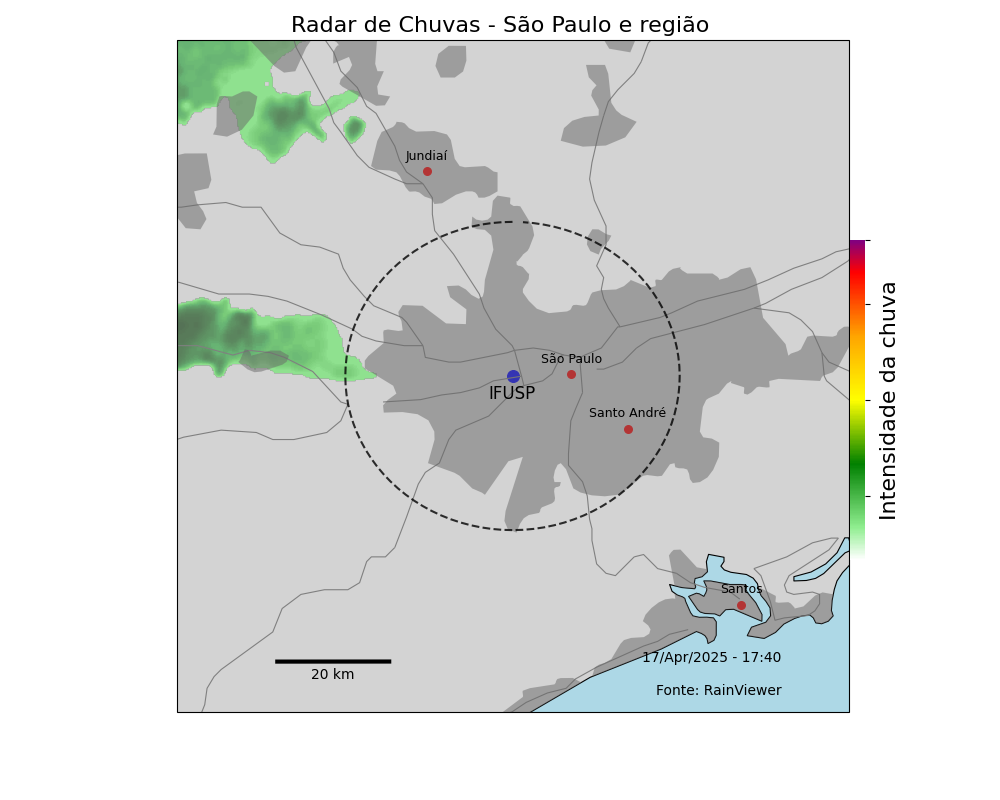 Radar de Chuvas - São Paulo e região
Jundiaí
São Paulo
IFUSP
Santo André
Intensidade da chuva
Santos
17/Apr/2025 - 17:40
20 km
Fonte: RainViewer